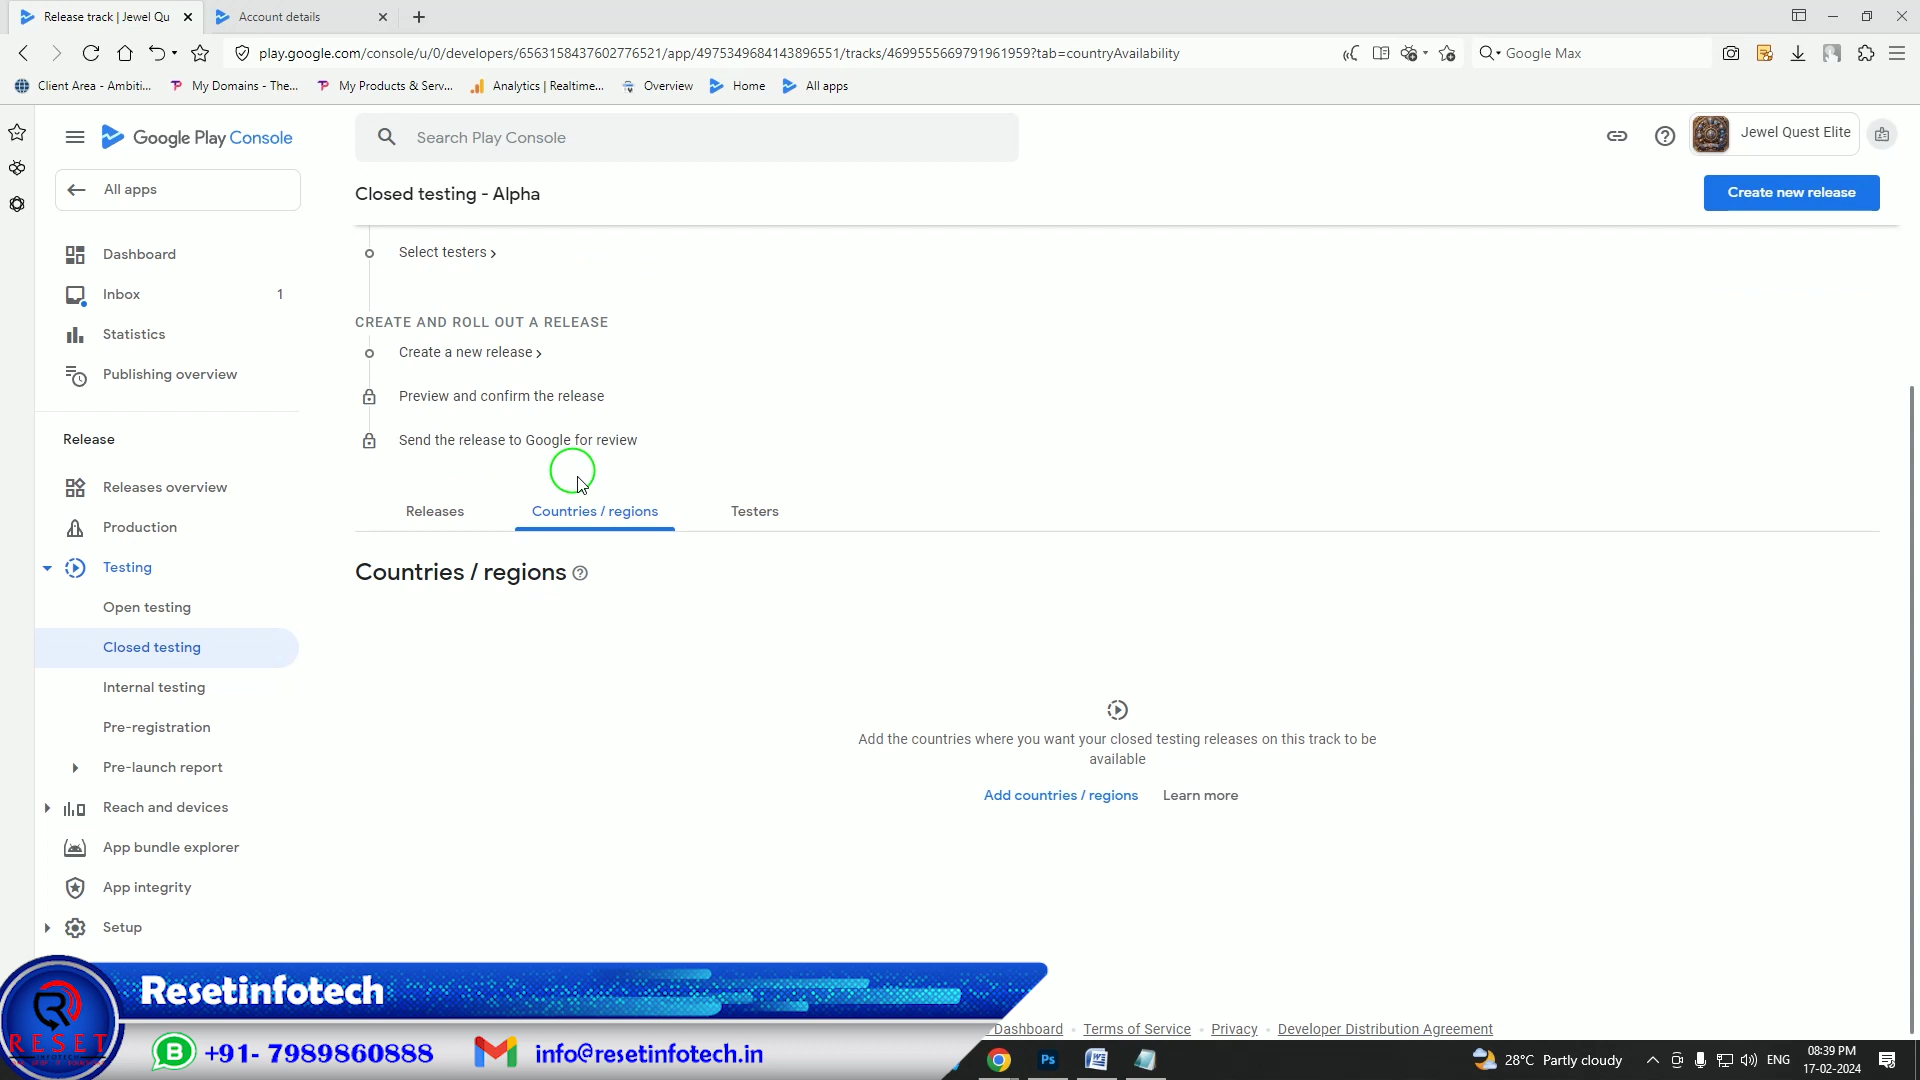 Release track | Jewel Qu
Account details
play.google.com/console/u/0/developers/6563158437602776521/app/4975349684143896551/tracks/4699555669791961959?tab=countryAvailability
Google Max
Client Area - Ambiti...
My Domains - The...
My Products & Serv...
Analytics | Realtime...
Overview
Home
All apps
Google Play Console
Search Play Console
Jewel Quest Elite
All apps
Closed testing - Alpha
Create new release
Dashboard
Inbox 1
Statistics
Publishing overview
Release
Releases overview
Production
Testing
Open testing
Closed testing
Internal testing
Pre-registration
Pre-launch report
Reach and devices
App bundle explorer
App integrity
Setup
Select testers
CREATE AND ROLL OUT A RELEASE
Create a new release
Preview and confirm the release
Send the release to Google for review
Releases
Countries / regions
Testers
Countries / regions
Add the countries where you want your closed testing releases on this track to be
available
Add countries / regions
Learn more
Dashboard
Terms of Service
Privacy
Developer Distribution Agreement
Resetinfotech
RESET
+91- 7989860888
info@resetinfotech.in
Ps
28°C Partly cloudy
ENG
08:39 PM
17-02-2024